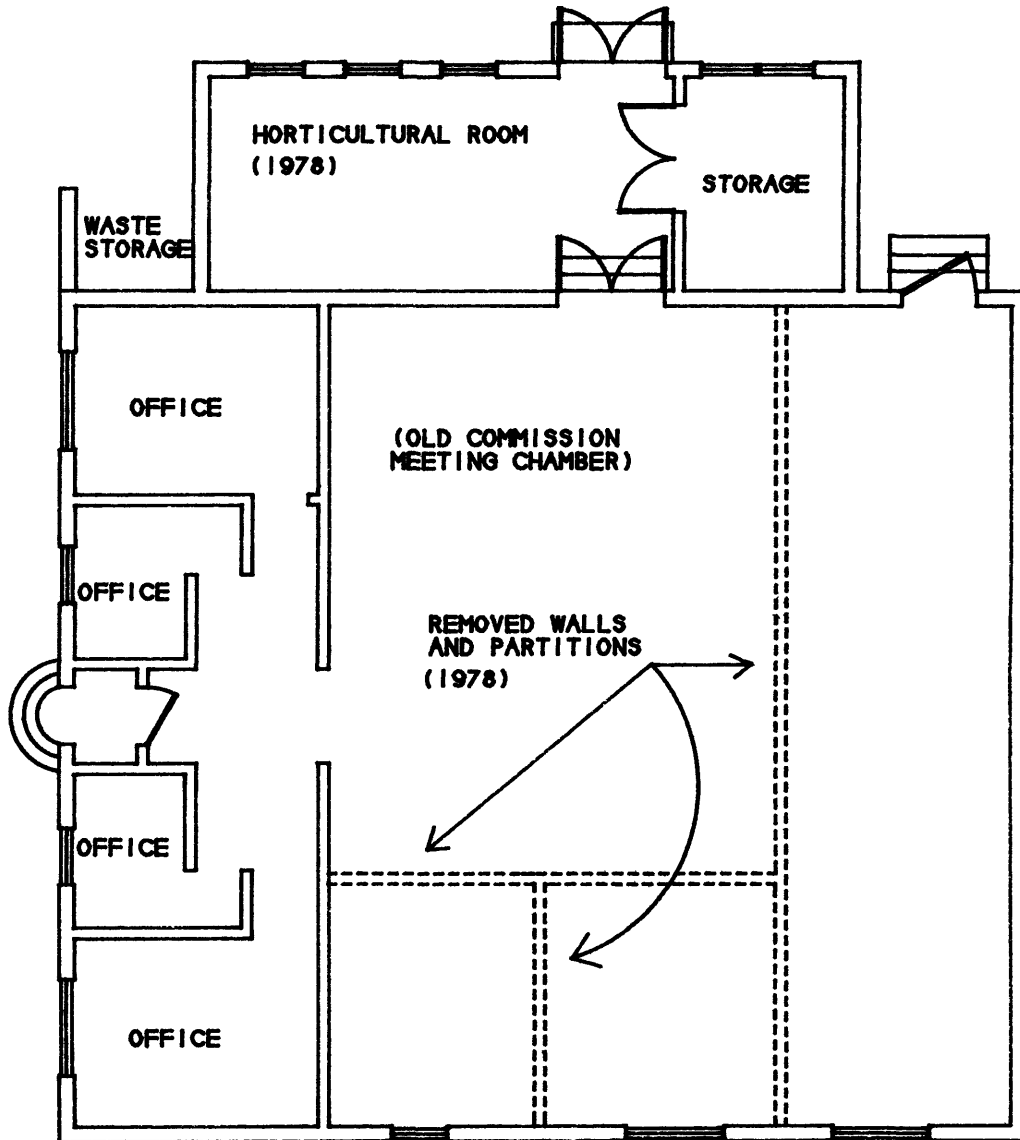 HORTICULTURAL ROOM
(1978)
STORAGE
WASTE
STORAGE
OFFICE
(OLD COMMISSION
MEETING CHAMBER)
OFFICE
REMOVED WALLS
AND PARTITIONS
(1978)
OFFICE
OFFICE